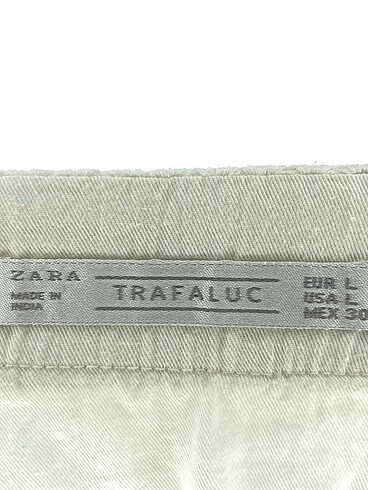 ZARA
MADE IN
INDIA
TRAFALUC
EUR L
USA L
MEX 30